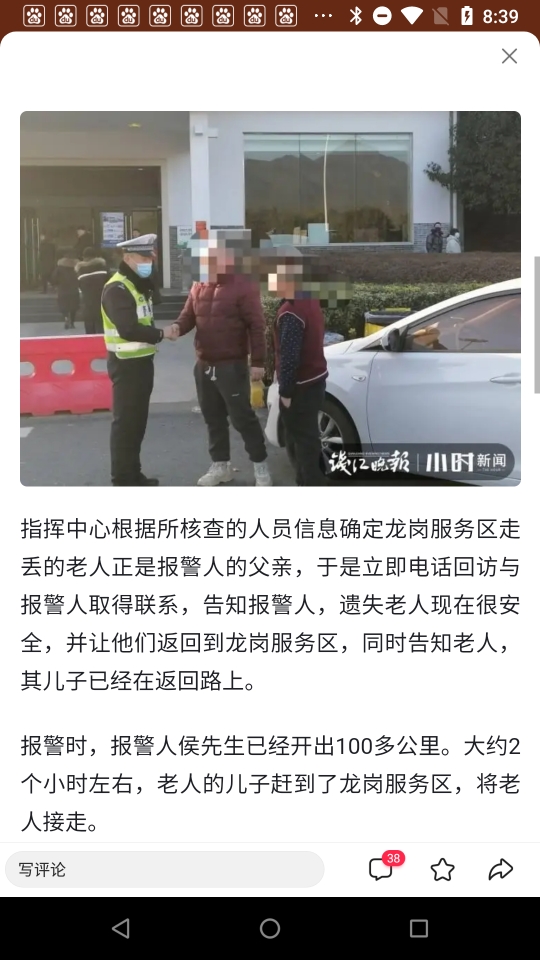 8:39
钱江晚报 | 小时新闻
指挥中心根据所核查的人员信息确定龙岗服务区走
丢的老人正是报警人的父亲，于是立即电话回访与
报警人取得联系，告知报警人，遗失老人现在很安
全，并让他们返回到龙岗服务区，同时告知老人，
其儿子已经在返回路上。
报警时，报警人侯先生已经开出100多公里。大约2
个小时左右，老人的儿子赶到了龙岗服务区，将老
人接走。
写评论
38